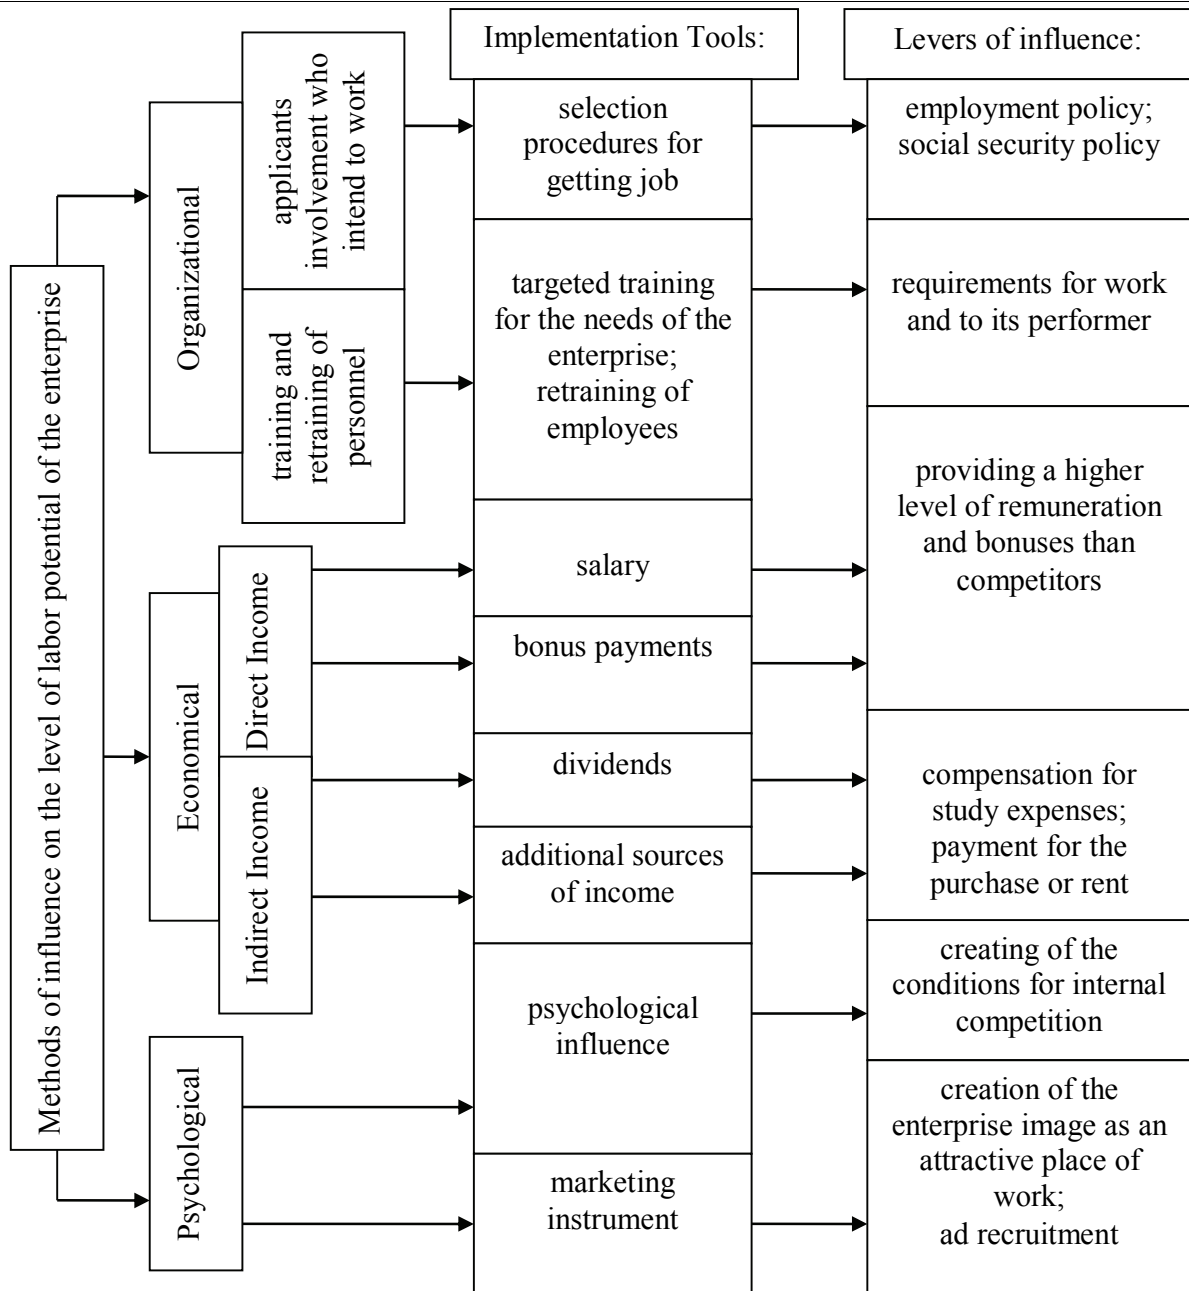 Methods of influence on the level of labor potential of the enterprise
Organizational
applicants
involvement who
intend to work
training and
retraining of
personnel
Economical
Direct Income
Indirect Income
Psychological
Implementation Tools:
selection
procedures for
getting job
targeted training
for the needs of the
enterprise;
retraining of
employees
salary
bonus payments
dividends
additional sources
of income
psychological
influence
marketing
instrument
Levers of influence:
employment policy;
social security policy
requirements for work
and to its performer
providing a higher
level of remuneration
and bonuses than
competitors
compensation for
study expenses;
payment for the
purchase or rent
creating of the
conditions for internal
competition
creation of the
enterprise image as an
attractive place of
work;
ad recruitment